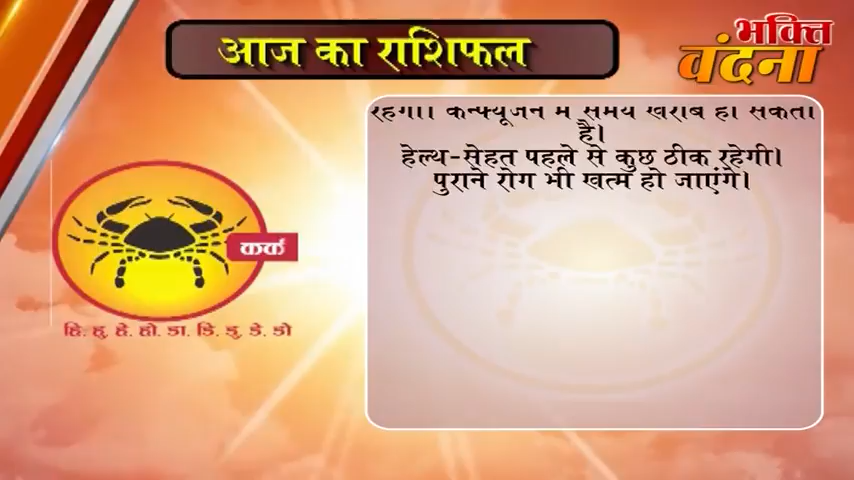 आज का राशिफल
भक्ति
वंदना
रहेगा। कन्फ्यूजन में समय खराब हो सकता
है।
हेल्थ-सेहत पहले से कुछ ठीक रहेगी।
पुराने रोग भी खत्म हो जाएंगे।
कर्क
हि. हु. हे. हो. डा. डि. डु. डे. डो